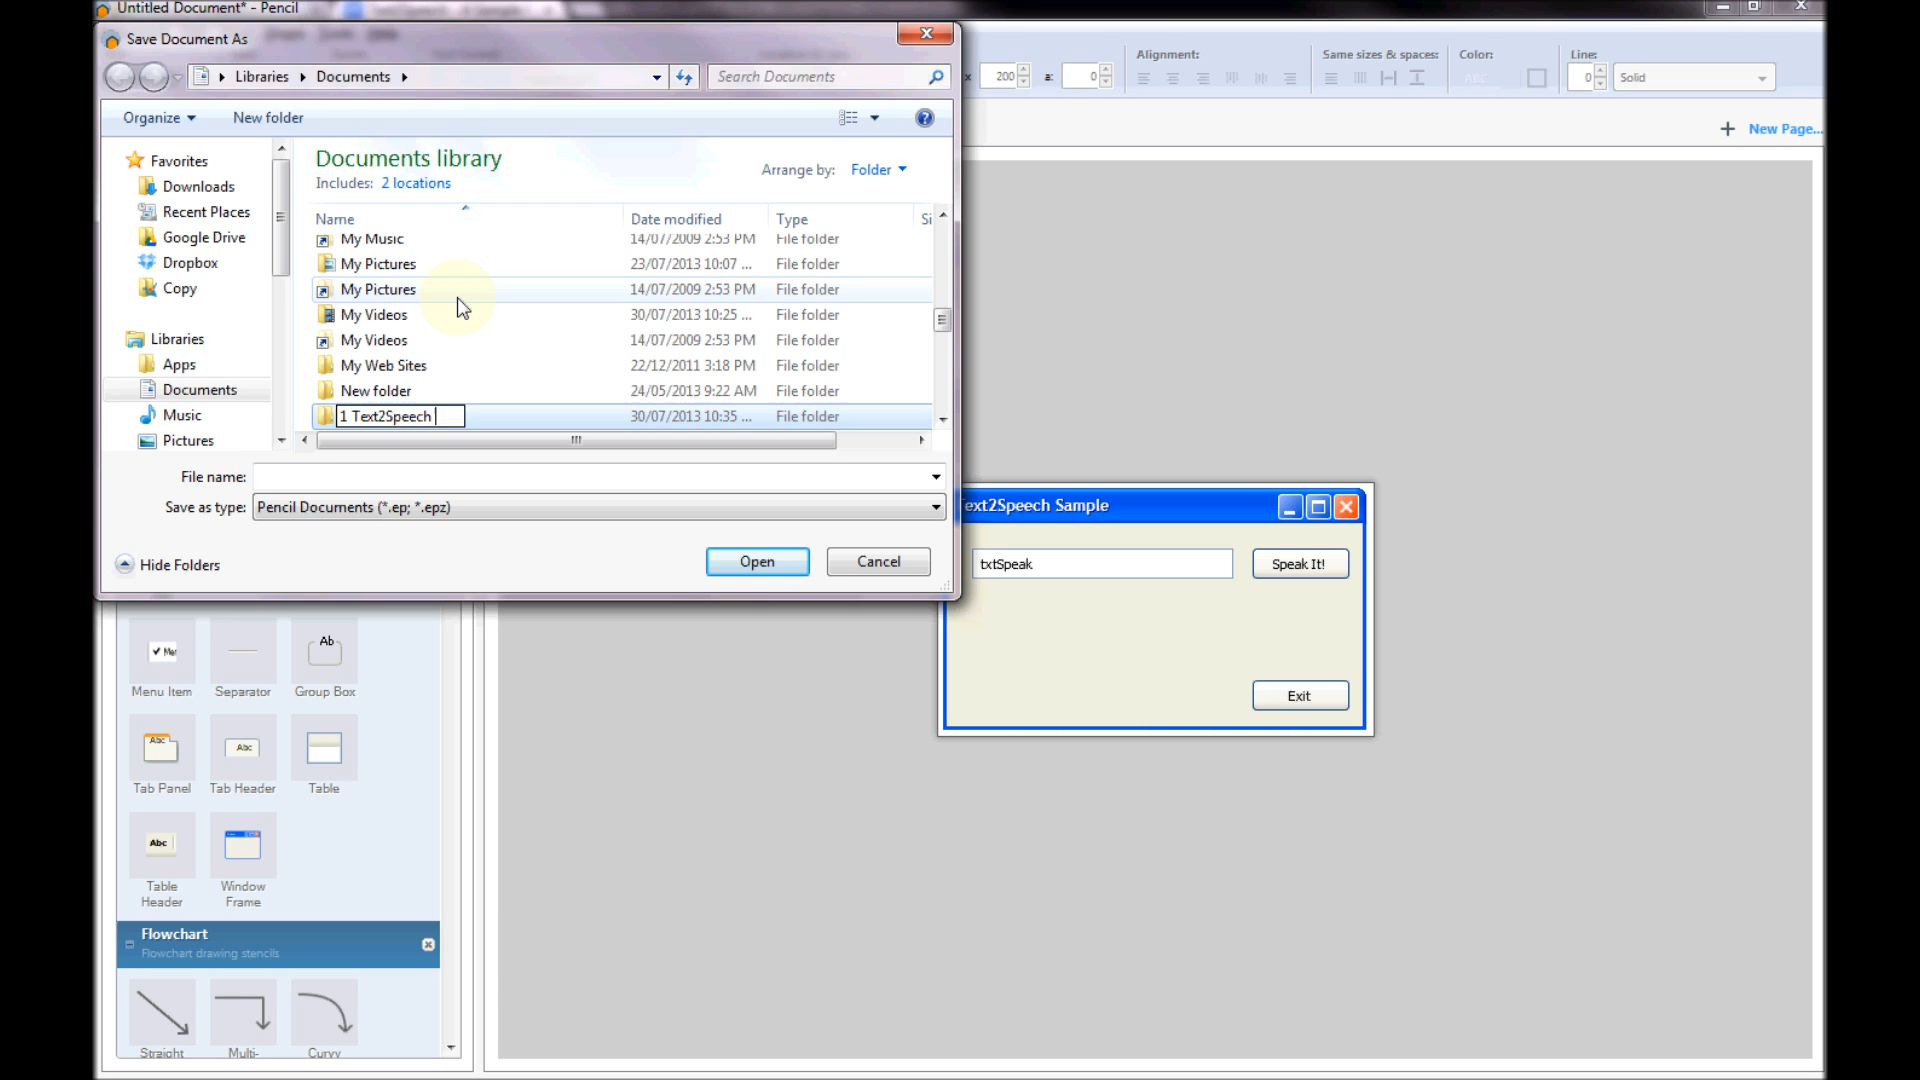 Untitled Document* - Pencil
Save Document As
Libraries Documents
Search Documents
200
a: 0
Alignment:
Same sizes & spaces:
Color:
Line:
0 Solid
Organize
New folder
New Page...
Favorites
Downloads
Recent Places
Google Drive
Dropbox
Copy
Libraries
Apps
Documents
Music
Pictures
Documents library
Includes: 2 locations
Arrange by: Folder
Name Date modified Type Si
My Music 14/07/2009 2:53 PM File folder
My Pictures 23/07/2013 10:07 ... File folder
My Pictures 14/07/2009 2:53 PM File folder
My Videos 30/07/2013 10:25 ... File folder
My Videos 14/07/2009 2:53 PM File folder
My Web Sites 22/12/2011 3:18 PM File folder
New folder 24/05/2013 9:22 AM File folder
1 Text2Speech 30/07/2013 10:35 ... File folder
File name:
Save as type: Pencil Documents (*.ep; *.epz)
Hide Folders
Open
Cancel
Text2Speech Sample
txtSpeak
Speak It!
Exit
Ab
Menu Item
Separator
Group Box
Abc
Abc
Tab Panel
Tab Header
Table
Abc
Table
Header
Window
Frame
Flowchart
Flowchart drawing stencils
Straight
Multi-
Curvy